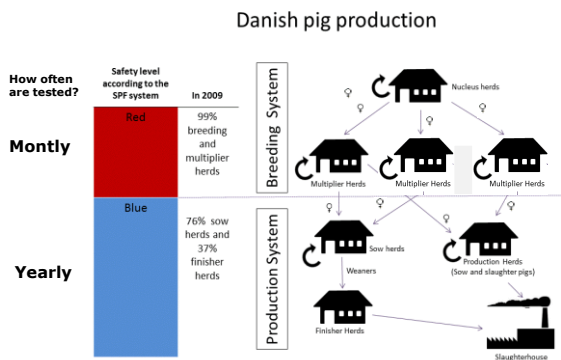 Danish pig production
How often
are tested?
Safety level
according to the
SPF system
In 2009
Montly
Red
99%
breeding
and
multiplier
herds
Yearly
Blue
76% sow
herds and
37%
finisher
herds
Breeding System
Nucleus herds
♀
♀
♀
Multiplier Herds
Multiplier Herds
Multiplier Herds
Production System
♀
♀
♀
♀
Sow herds
Weaners
Finisher Herds
Production Herds
(Sow and slaughter pigs)
Slaughterhouse